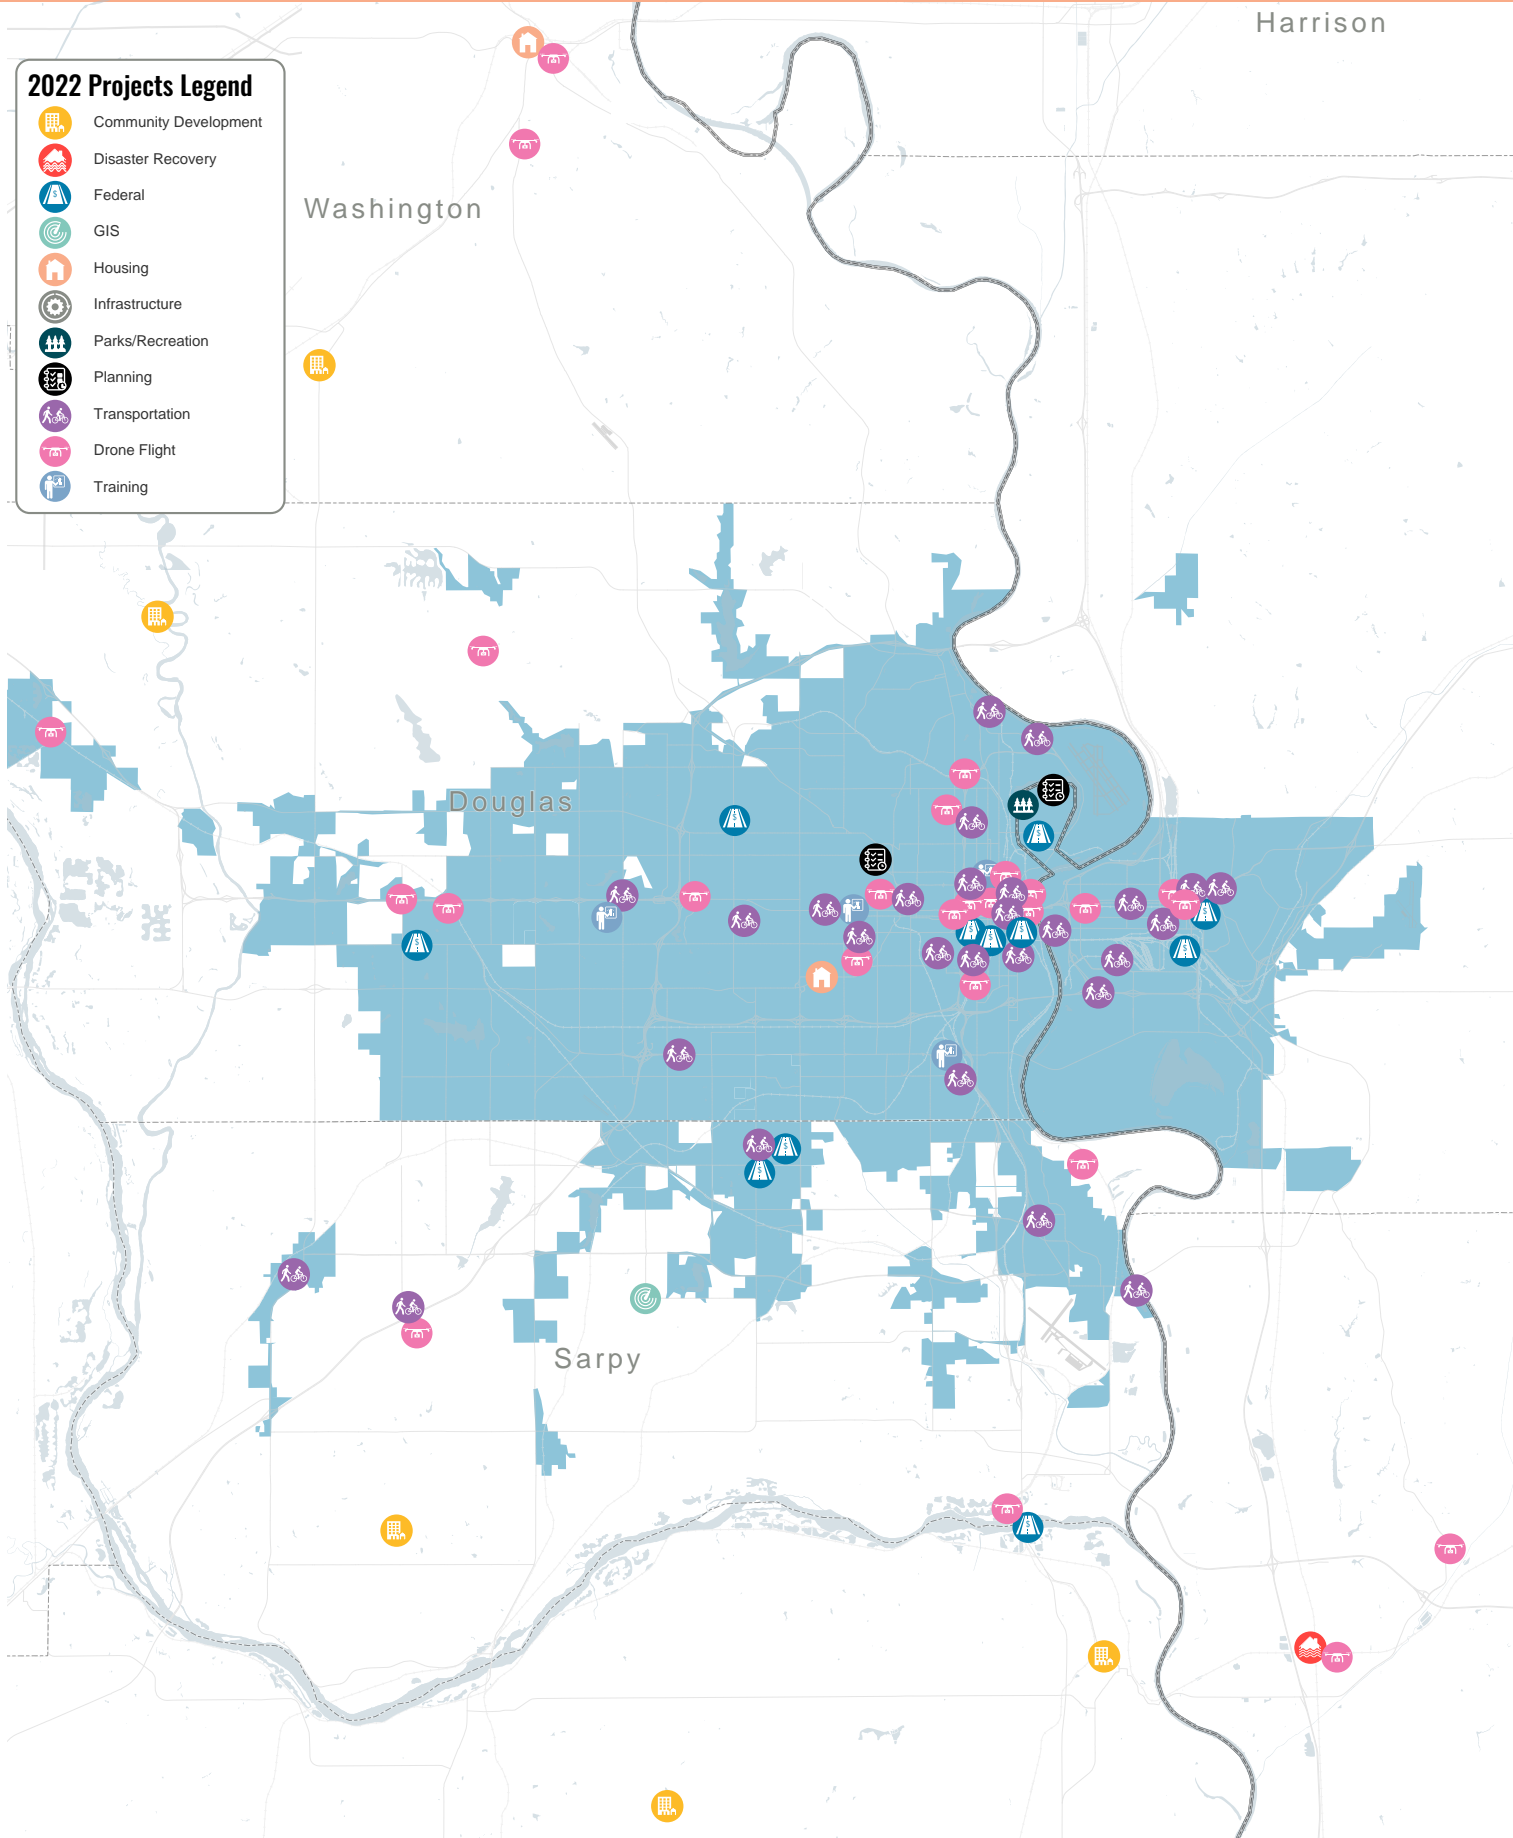 Harrison
2022 Projects Legend
Community Development
Disaster Recovery
Federal
GIS
Housing
Infrastructure
Parks/Recreation
Planning
Transportation
Drone Flight
Training
Washington
Douglas
Sarpy